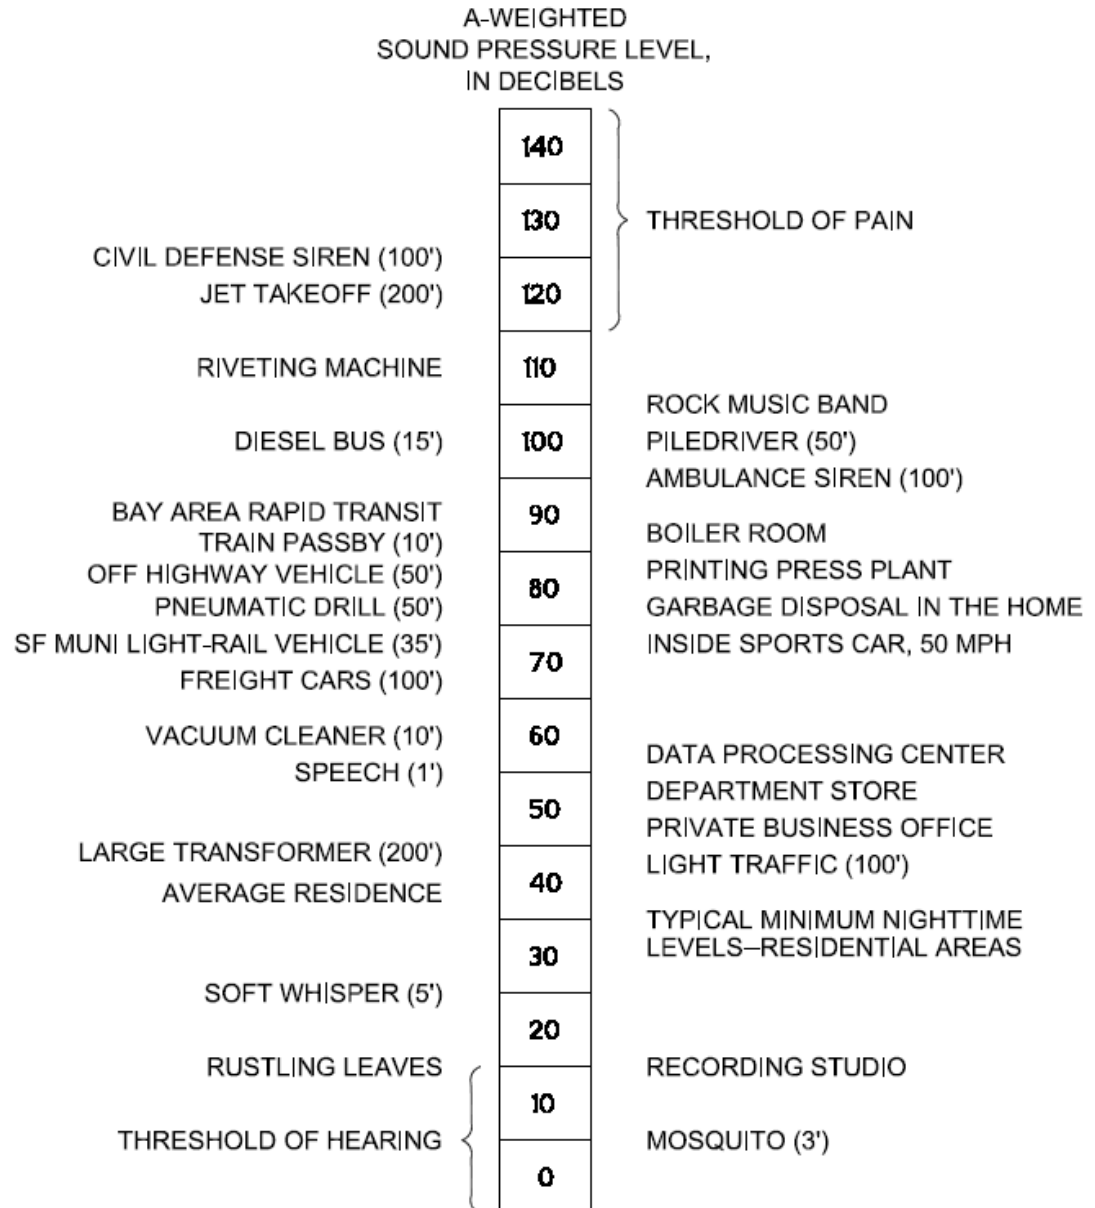 A-WEIGHTED
SOUND PRESSURE LEVEL,
IN DECIBELS
140
130
THRESHOLD OF PAIN
CIVIL DEFENSE SIREN (100')
JET TAKEOFF (200')
120
RIVETING MACHINE
110
ROCK MUSIC BAND
DIESEL BUS (15')
100
PILEDRIVER (50')
AMBULANCE SIREN (100')
BAY AREA RAPID TRANSIT
TRAIN PASSBY (10')
90
BOILER ROOM
OFF HIGHWAY VEHICLE (50')
PRINTING PRESS PLANT
PNEUMATIC DRILL (50')
80
GARBAGE DISPOSAL IN THE HOME
SF MUNI LIGHT-RAIL VEHICLE (35')
INSIDE SPORTS CAR, 50 MPH
70
FREIGHT CARS (100')
VACUUM CLEANER (10')
60
DATA PROCESSING CENTER
SPEECH (1')
DEPARTMENT STORE
50
PRIVATE BUSINESS OFFICE
LARGE TRANSFORMER (200')
LIGHT TRAFFIC (100')
AVERAGE RESIDENCE
40
TYPICAL MINIMUM NIGHTTIME
LEVELS–RESIDENTIAL AREAS
30
SOFT WHISPER (5')
20
RUSTLING LEAVES
RECORDING STUDIO
10
THRESHOLD OF HEARING
MOSQUITO (3')
0